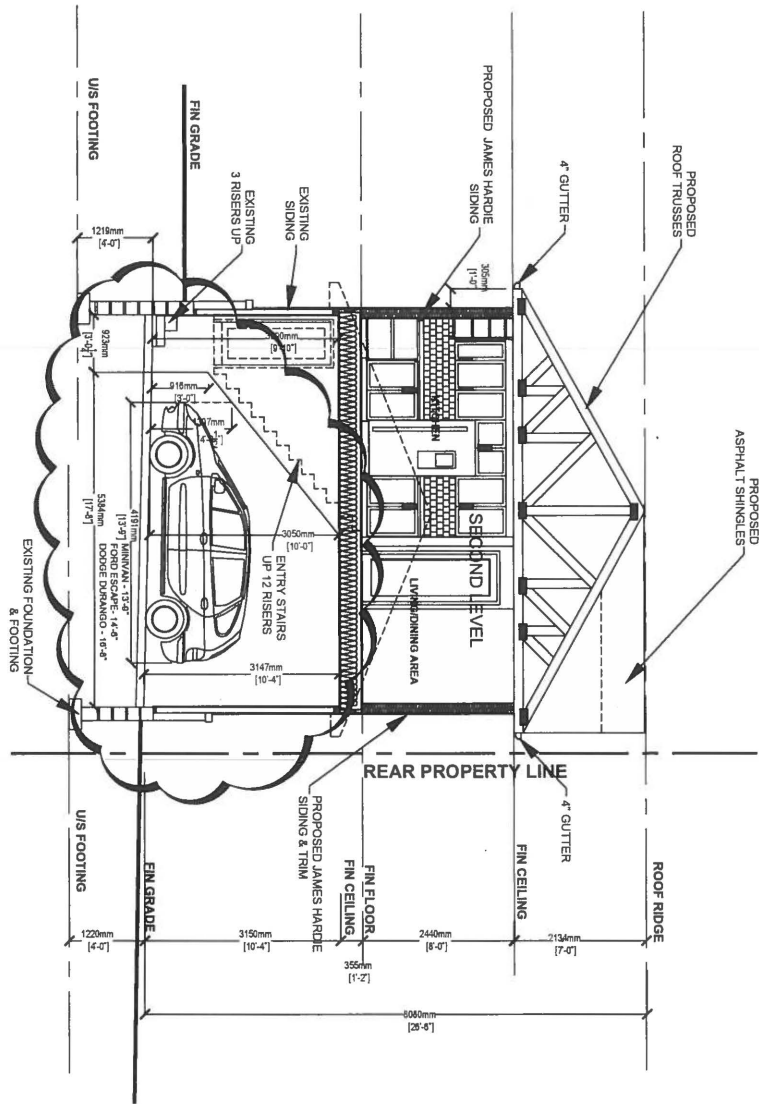 PROPOSED
ROOF TRUSSES
PROPOSED
ASPHALT SHINGLES
4" GUTTER
4" GUTTER
PROPOSED JAMES HARDIE
SIDING
305mm
[1'-0"]
KITCHEN
SECOND LEVEL
LIVING/DINING AREA
EXISTING
SIDING
EXISTING
3 RISERS UP
FIN GRADE
U/S FOOTING
1219mm
[4'-0"]
923mm
[3'-0"]
[9'-10"]
916mm
[3'-0"]
ENTRY STAIRS
UP 12 RISERS
3050mm
[10'-0"]
3147mm
[10'-4"]
4191mm
[13'-9"]
MINIVAN - 13'-6"
FORD ESCAPE- 14'-8"
DODGE DURANGO - 16'-8"
5384mm
[17'-8"]
EXISTING FOUNDATION
& FOOTING
REAR PROPERTY LINE
PROPOSED JAMES HARDIE
SIDING & TRIM
ROOF RIDGE
FIN CEILING
FIN FLOOR
FIN CEILING
FIN GRADE
U/S FOOTING
2134mm
[7'-0"]
2440mm
[8'-0"]
355mm
[1'-2"]
3150mm
[10'-4"]
1220mm
[4'-0"]
8080mm
[26'-6"]